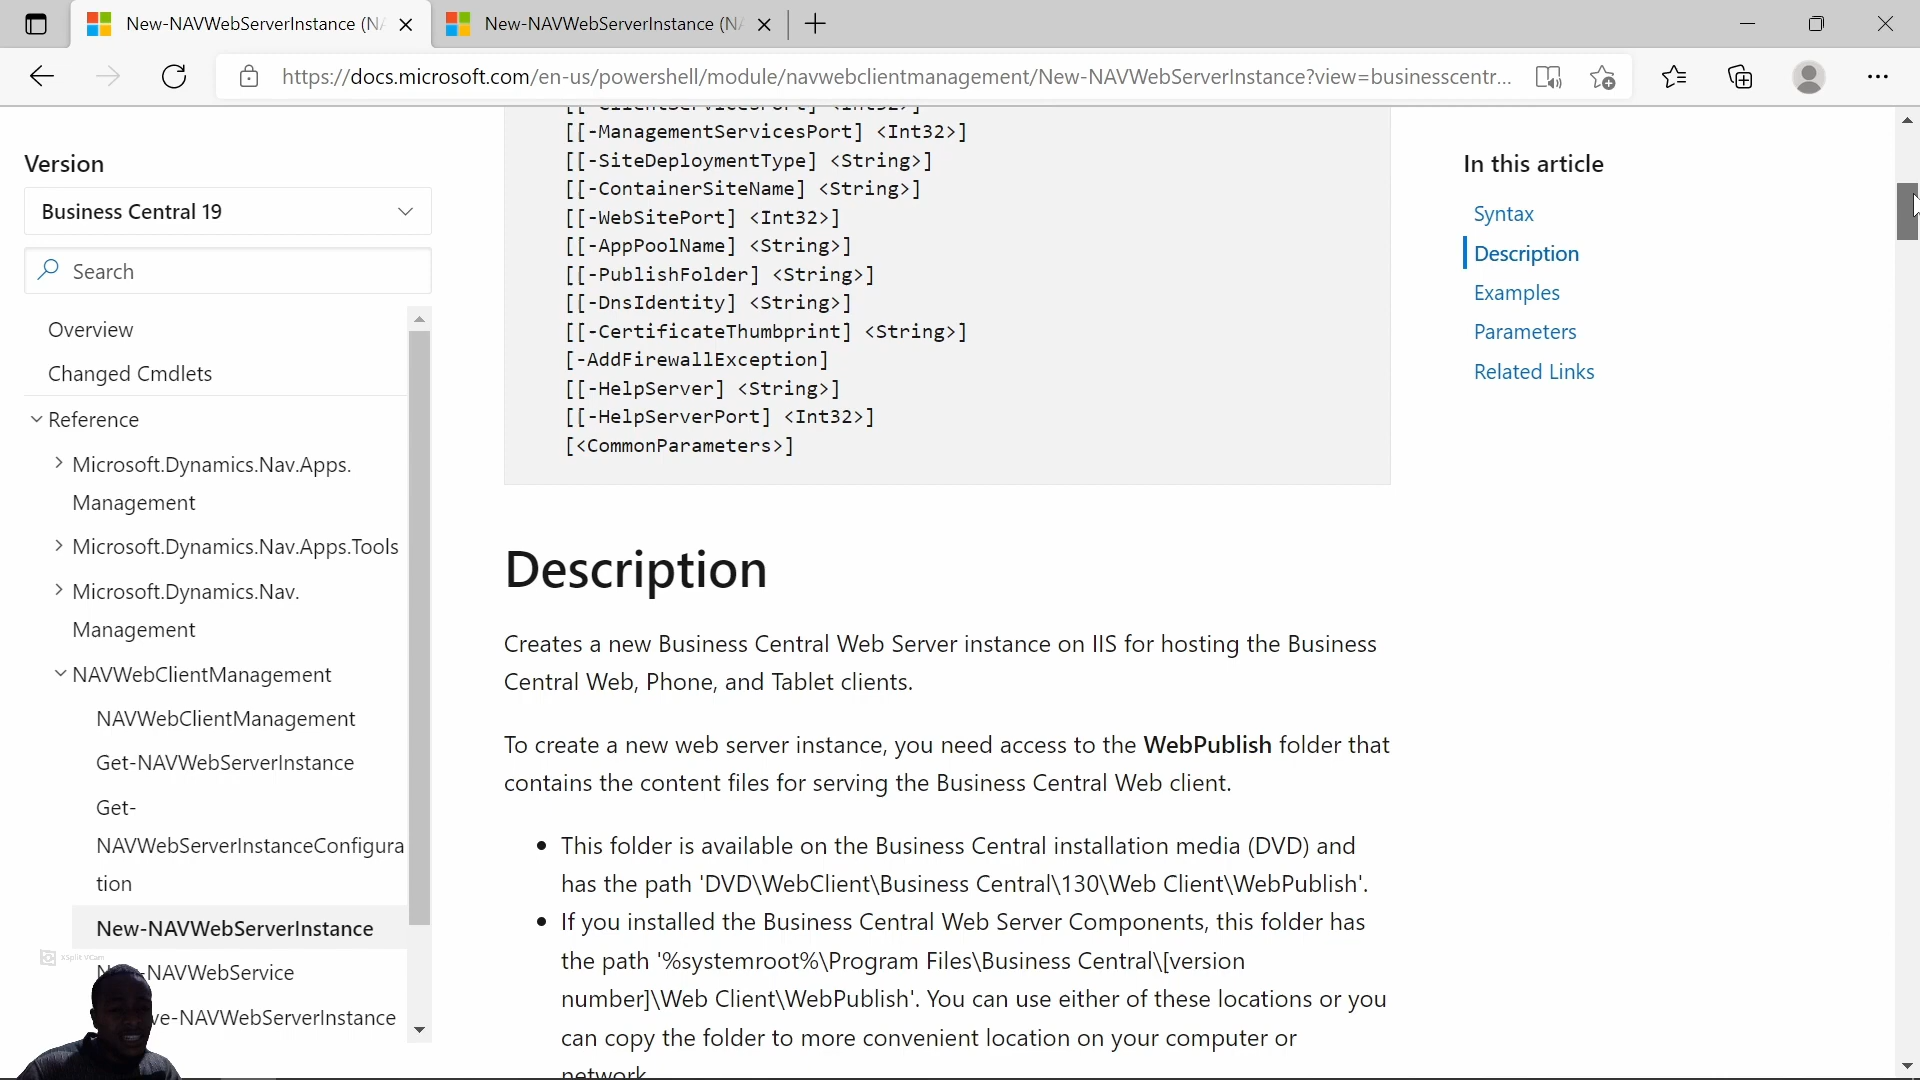 New-NAVWebServerInstance (NA
New-NAVWebServerInstance (NA
https://docs.microsoft.com/en-us/powershell/module/navwebclientmanagement/New-NAVWebServerInstance?view=businesscentr...
Version
Business Central 19
Search
Overview
Changed Cmdlets
Reference
Microsoft.Dynamics.Nav.Apps.
Management
Microsoft.Dynamics.Nav.Apps.Tools
Microsoft.Dynamics.Nav.
Management
NAVWebClientManagement
NAVWebClientManagement
Get-NAVWebServerInstance
Get-
NAVWebServerInstanceConfigura
tion
New-NAVWebServerInstance
-NAVWebService
ve-NAVWebServerInstance
XSplit VCam
[[-ClientServicesPort] <Int32>]
[[-ManagementServicesPort] <Int32>]
[[-SiteDeploymentType] <String>]
[[-ContainerSiteName] <String>]
[[-WebSitePort] <Int32>]
[[-AppPoolName] <String>]
[[-PublishFolder] <String>]
[[-DnsIdentity] <String>]
[[-CertificateThumbprint] <String>]
[-AddFirewallException]
[[-HelpServer] <String>]
[[-HelpServerPort] <Int32>]
[<CommonParameters>]
Description
Creates a new Business Central Web Server instance on IIS for hosting the Business
Central Web, Phone, and Tablet clients.
To create a new web server instance, you need access to the WebPublish folder that
contains the content files for serving the Business Central Web client.
• This folder is available on the Business Central installation media (DVD) and
has the path 'DVD\WebClient\Business Central\130\Web Client\WebPublish'.
• If you installed the Business Central Web Server Components, this folder has
the path '%systemroot%\Program Files\Business Central\[version
number]\Web Client\WebPublish'. You can use either of these locations or you
can copy the folder to more convenient location on your computer or
network.
In this article
Syntax
Description
Examples
Parameters
Related Links